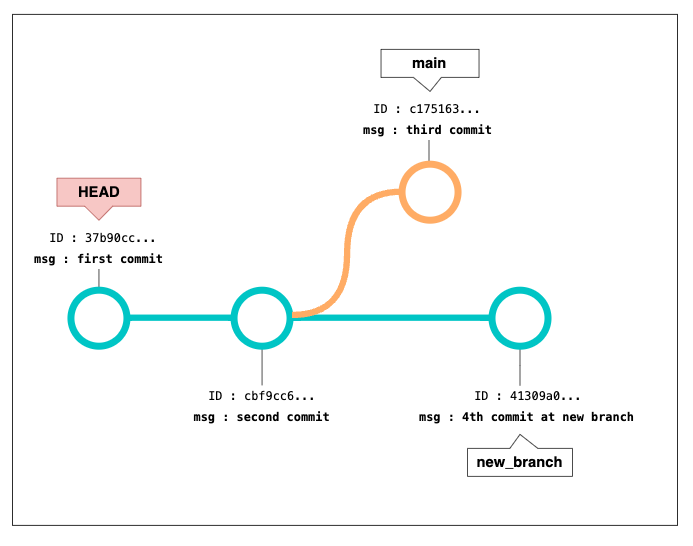 main
ID : c175163...
msg : third commit
HEAD
ID : 37b90cc...
msg : first commit
ID : cbf9cc6...
msg : second commit
ID : 41309a0...
msg : 4th commit at new branch
new_branch